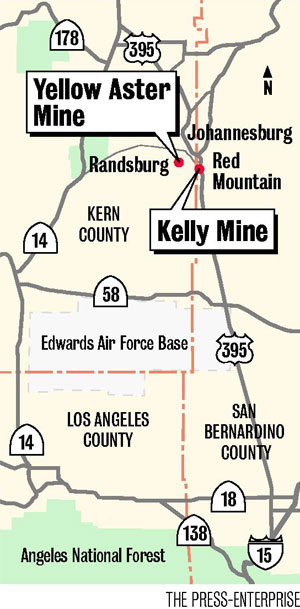 178
395
Yellow Aster
Mine
N
Johannesburg
Randsburg
Red
Mountain
KERN
COUNTY
Kelly Mine
14
58
Edwards Air Force Base
395
LOS ANGELES
COUNTY
SAN
BERNARDINO
COUNTY
14
18
138
Angeles National Forest
15
THE PRESS-ENTERPRISE